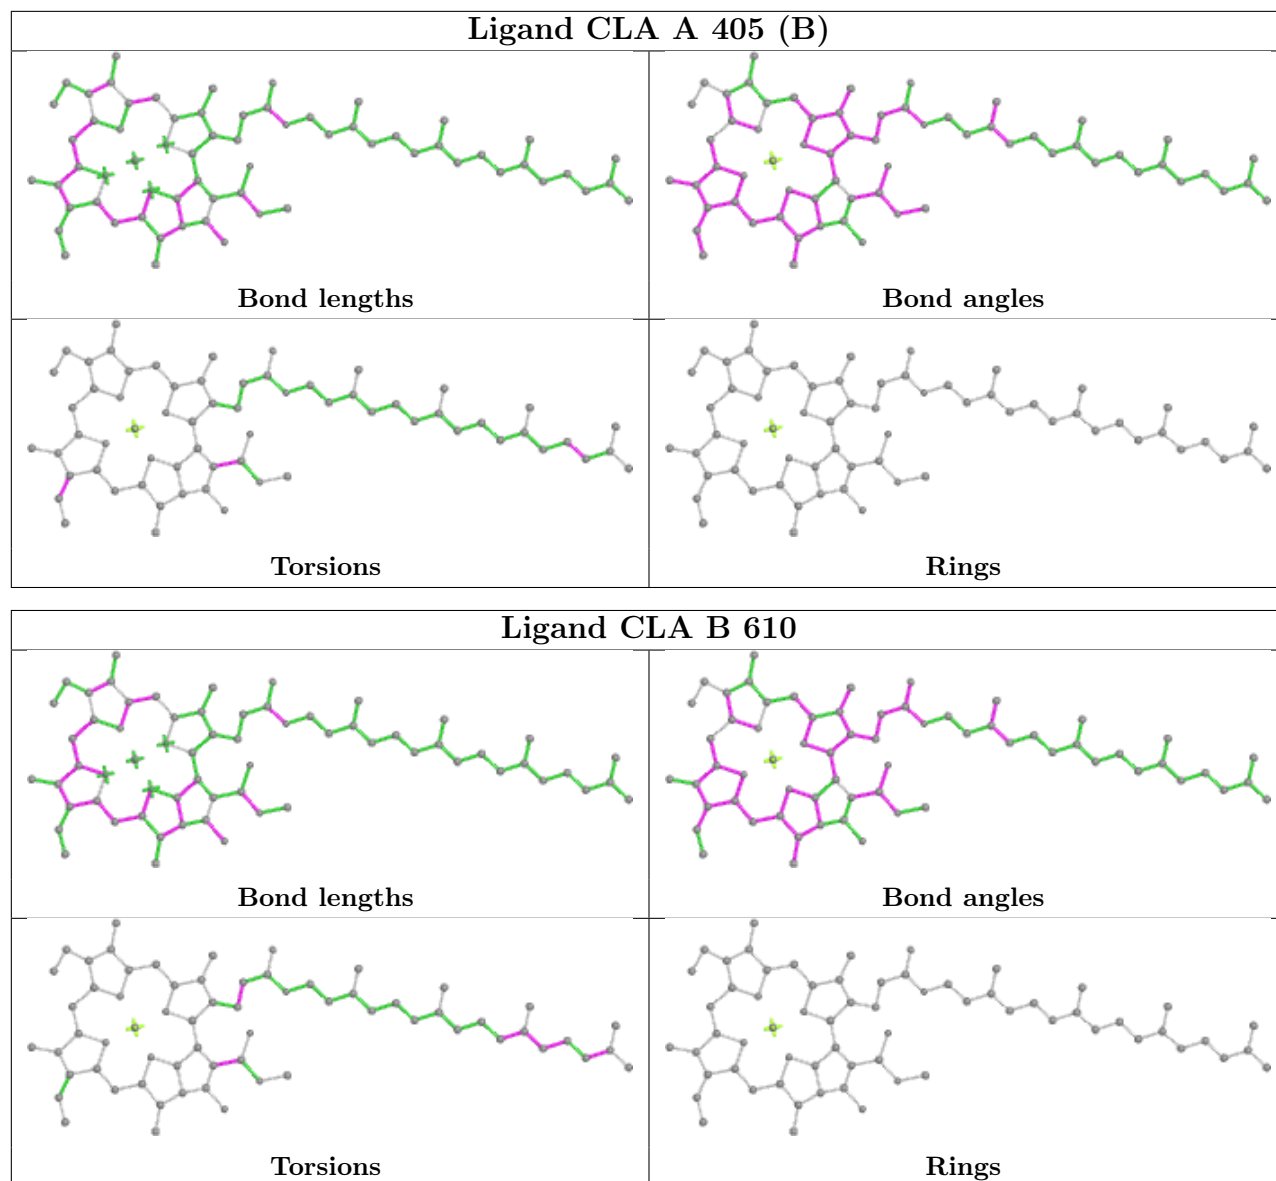 Ligand CLA A 405 (B)
Bond lengths
Bond angles
Torsions
Rings
Ligand CLA B 610
Bond lengths
Bond angles
Torsions
Rings